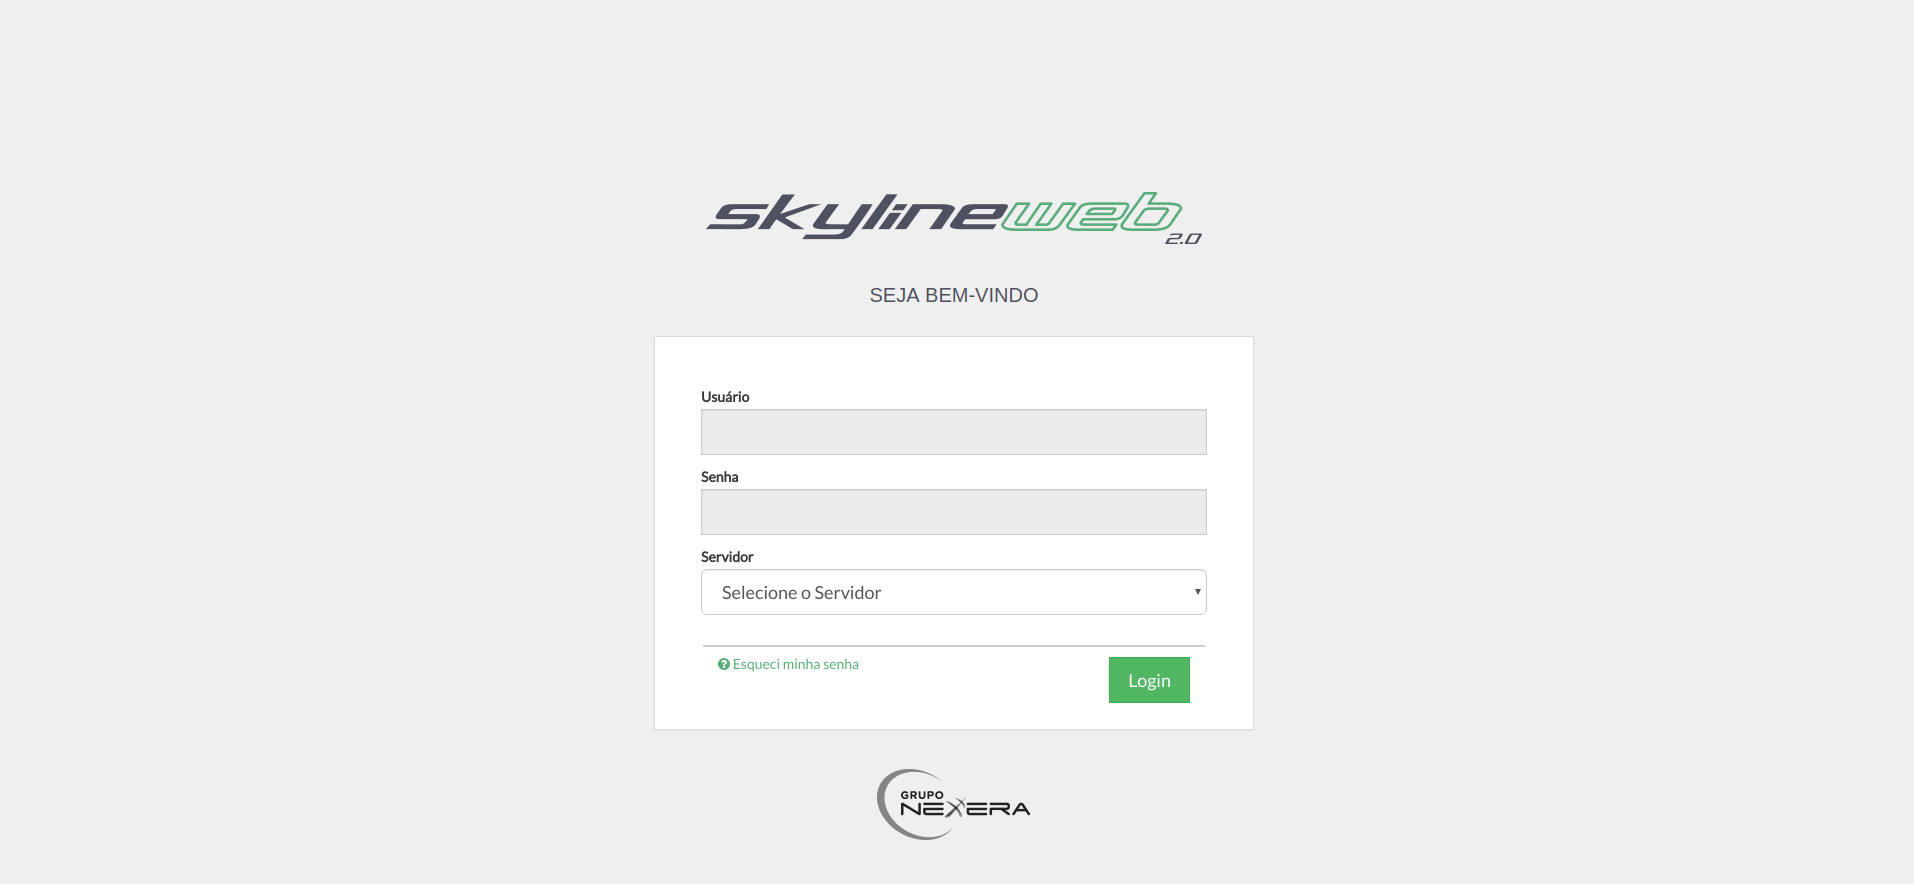 skylineweb
2.0
SEJA BEM-VINDO
Usuário
Senha
Servidor
Selecione o Servidor
Esqueci minha senha
Login
GRUPO
NEXERA